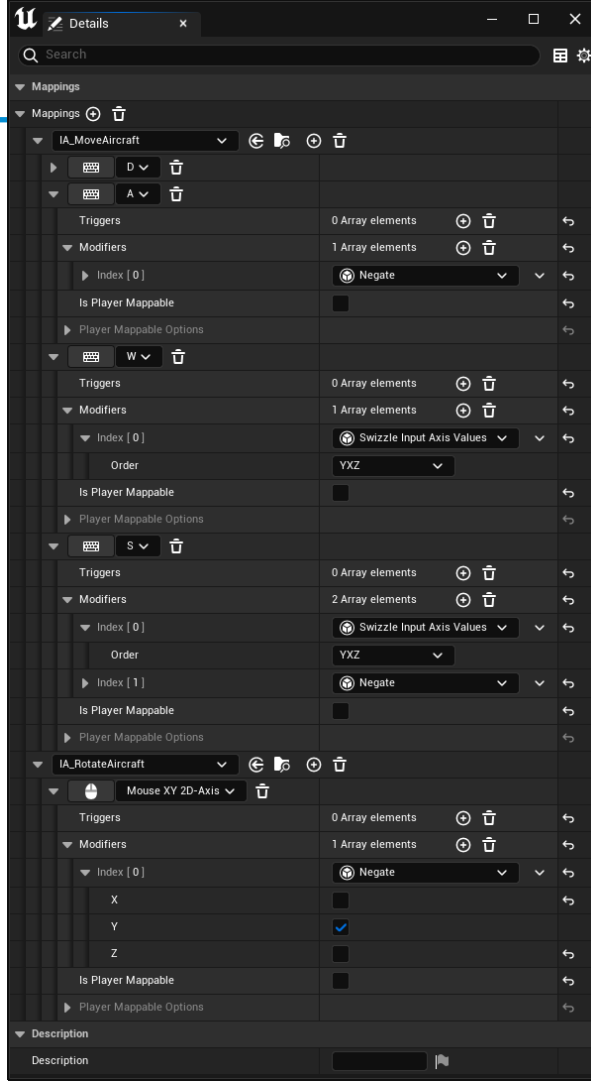 Details
Search
Mappings
Mappings
IA_MoveAircraft
D
A
Triggers 0 Array elements
Modifiers 1 Array elements
Index [ 0 ] Negate
Is Player Mappable
Player Mappable Options
W
Triggers 0 Array elements
Modifiers 1 Array elements
Index [ 0 ] Swizzle Input Axis Values
Order YXZ
Is Player Mappable
Player Mappable Options
S
Triggers 0 Array elements
Modifiers 2 Array elements
Index [ 0 ] Swizzle Input Axis Values
Order YXZ
Index [ 1 ] Negate
Is Player Mappable
Player Mappable Options
IA_RotateAircraft
Mouse XY 2D-Axis
Triggers 0 Array elements
Modifiers 1 Array elements
Index [ 0 ] Negate
X
Y
Z
Is Player Mappable
Player Mappable Options
Description
Description